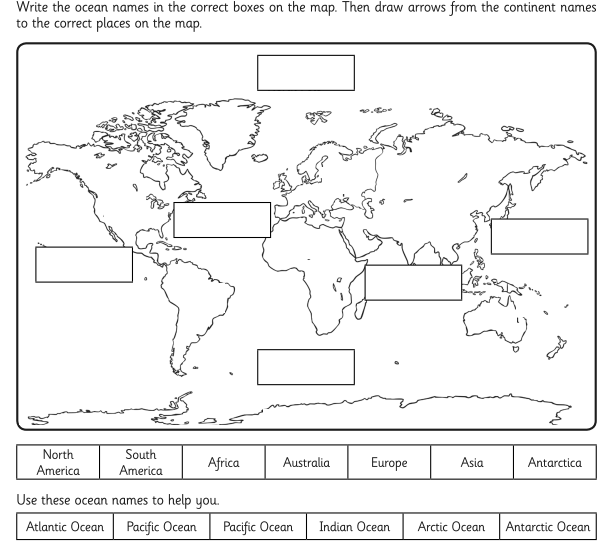 Write the ocean names in the correct boxes on the map. Then draw arrows from the continent names
to the correct places on the map.
North
America
South
America
Africa
Australia
Europe
Asia
Antarctica
Use these ocean names to help you.
Atlantic Ocean
Pacific Ocean
Pacific Ocean
Indian Ocean
Arctic Ocean
Antarctic Ocean